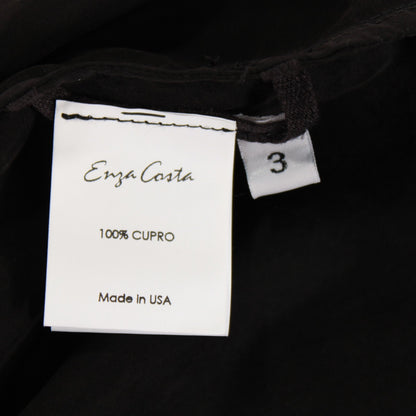 Enza Costa
3
100% CUPRO
Made in USA